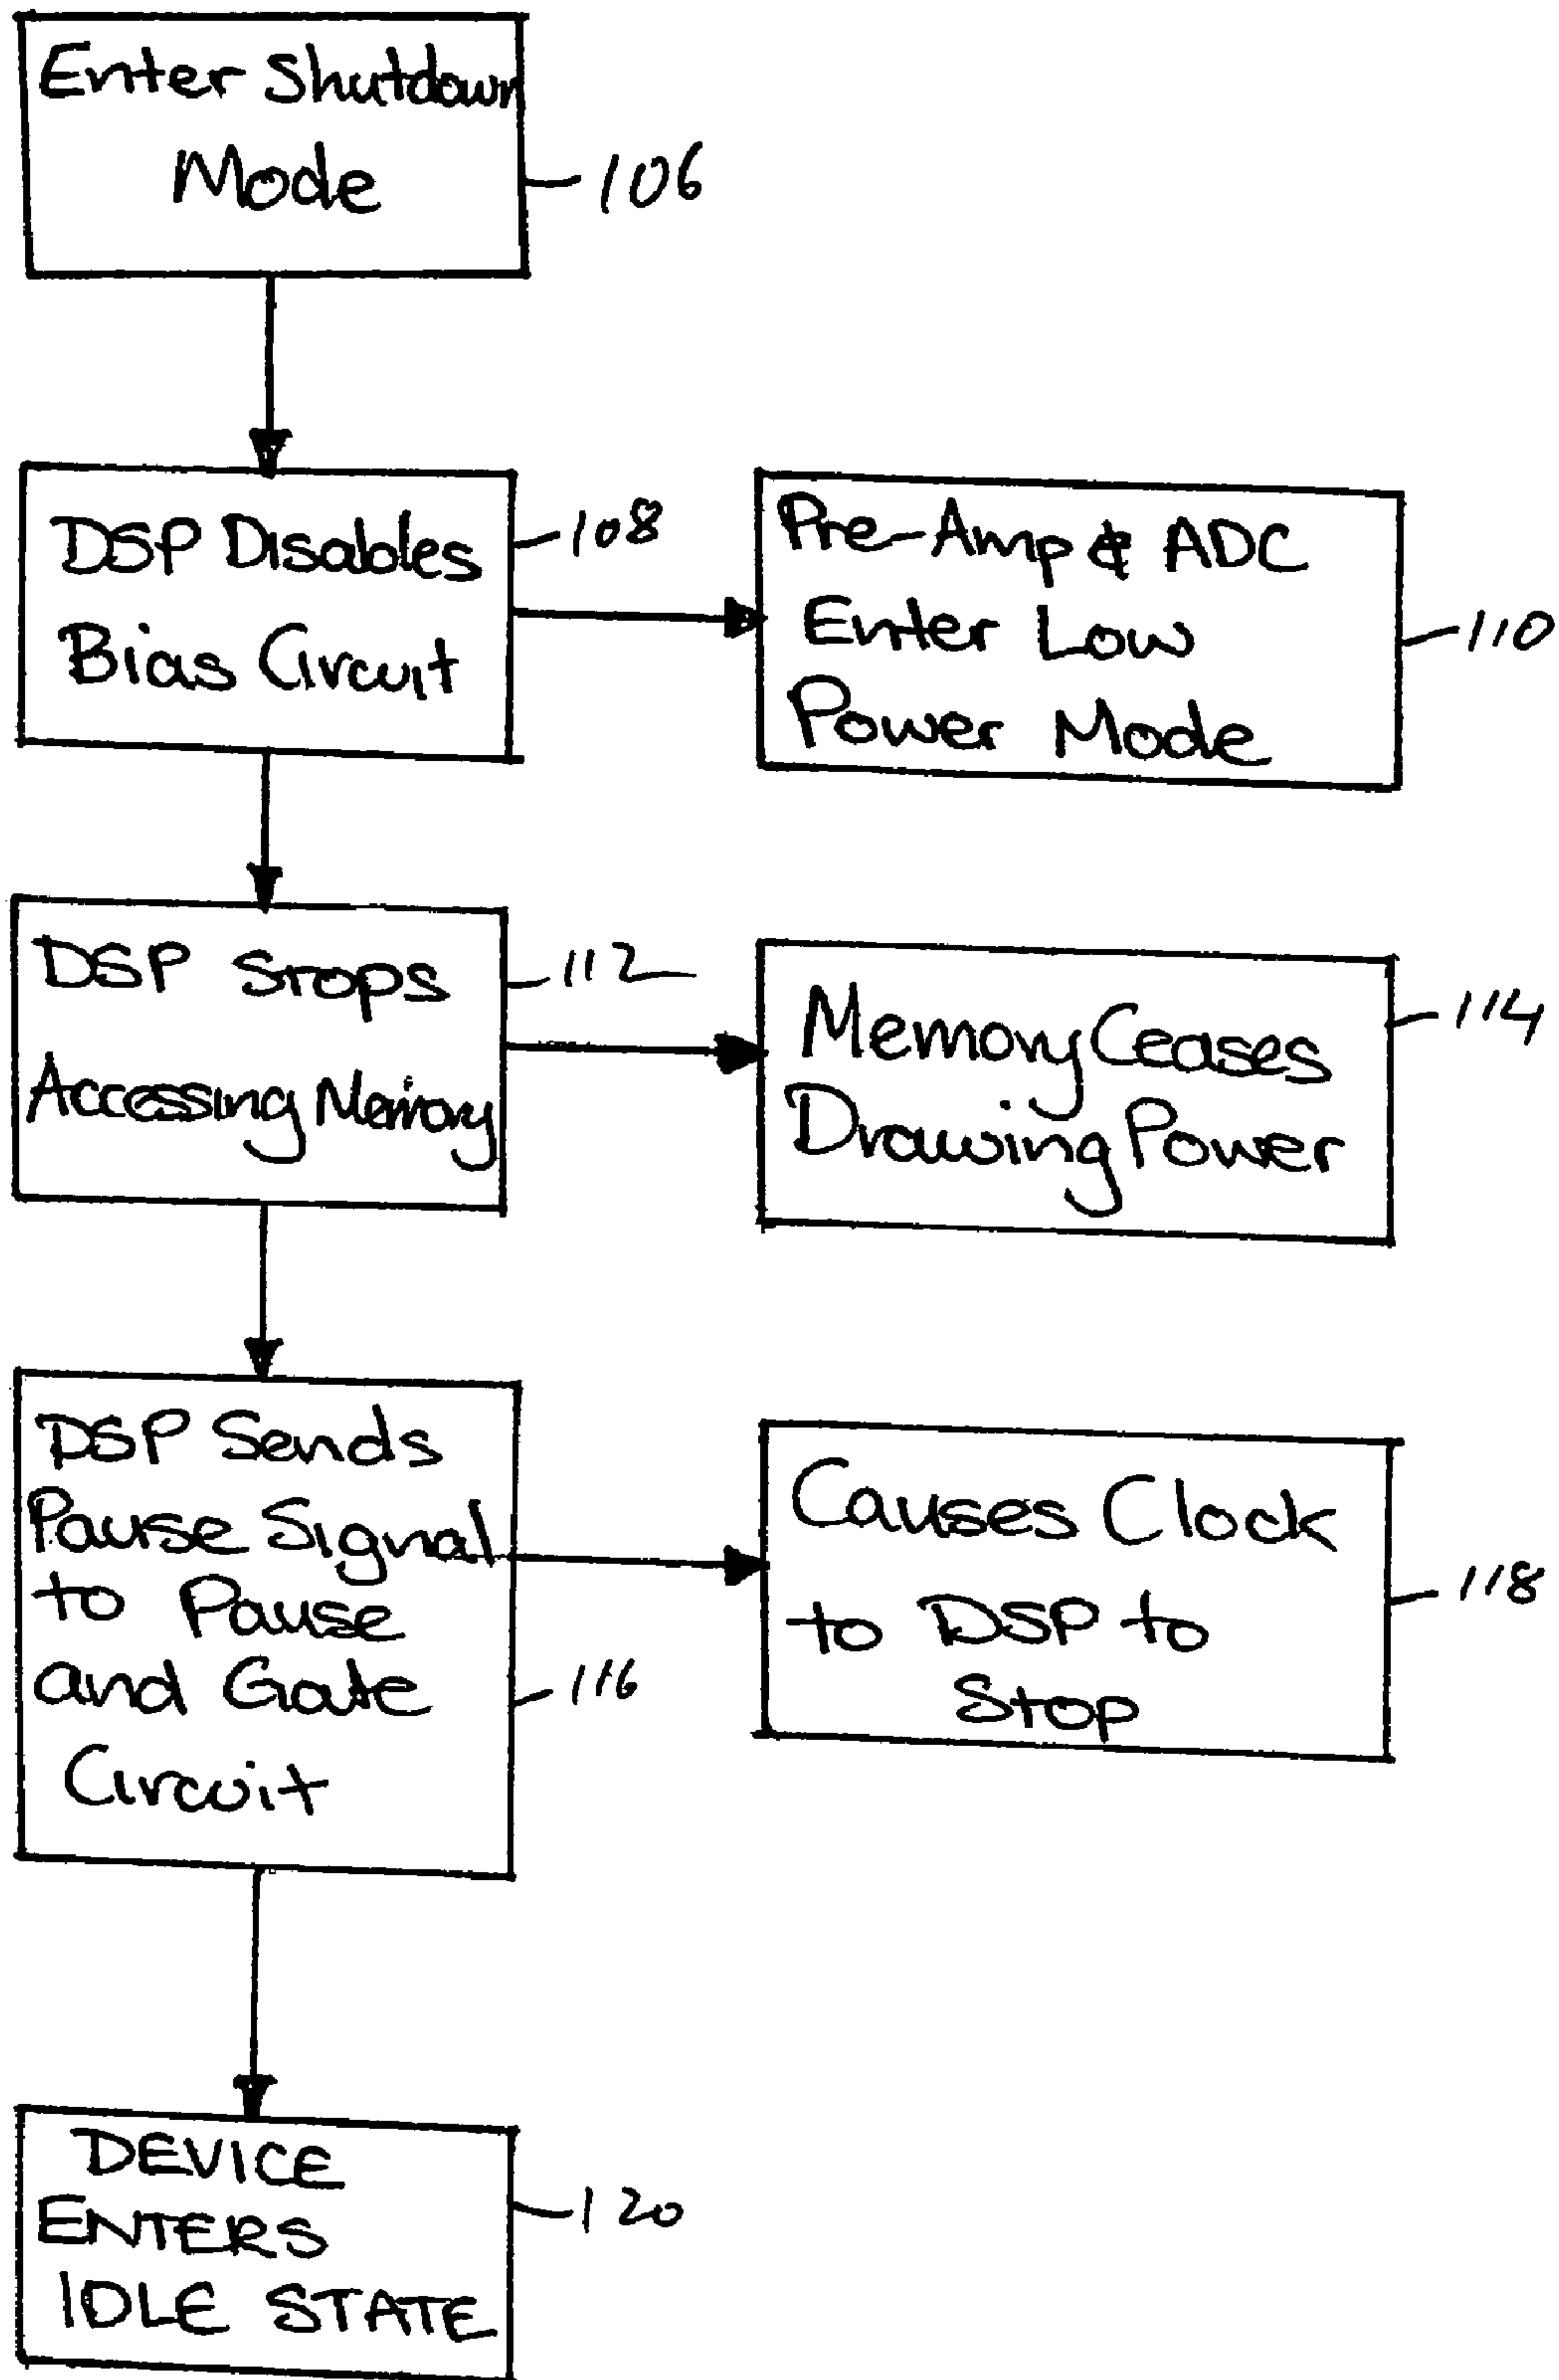 Enter Shutdown
Mode
106
DSP Disables
Bias Circuit
108
Pre-Amp & ADC
Enter Low
Power Mode
110
DSP Stops
Accessing Memory
112
Memory Ceases
Drawing Power
114
DSP Sends
Pause Signal
to Pause
and Gate
Circuit
116
Causes Clock
to DSP to
Stop
118
DEVICE
ENTERS
IDLE STATE
120